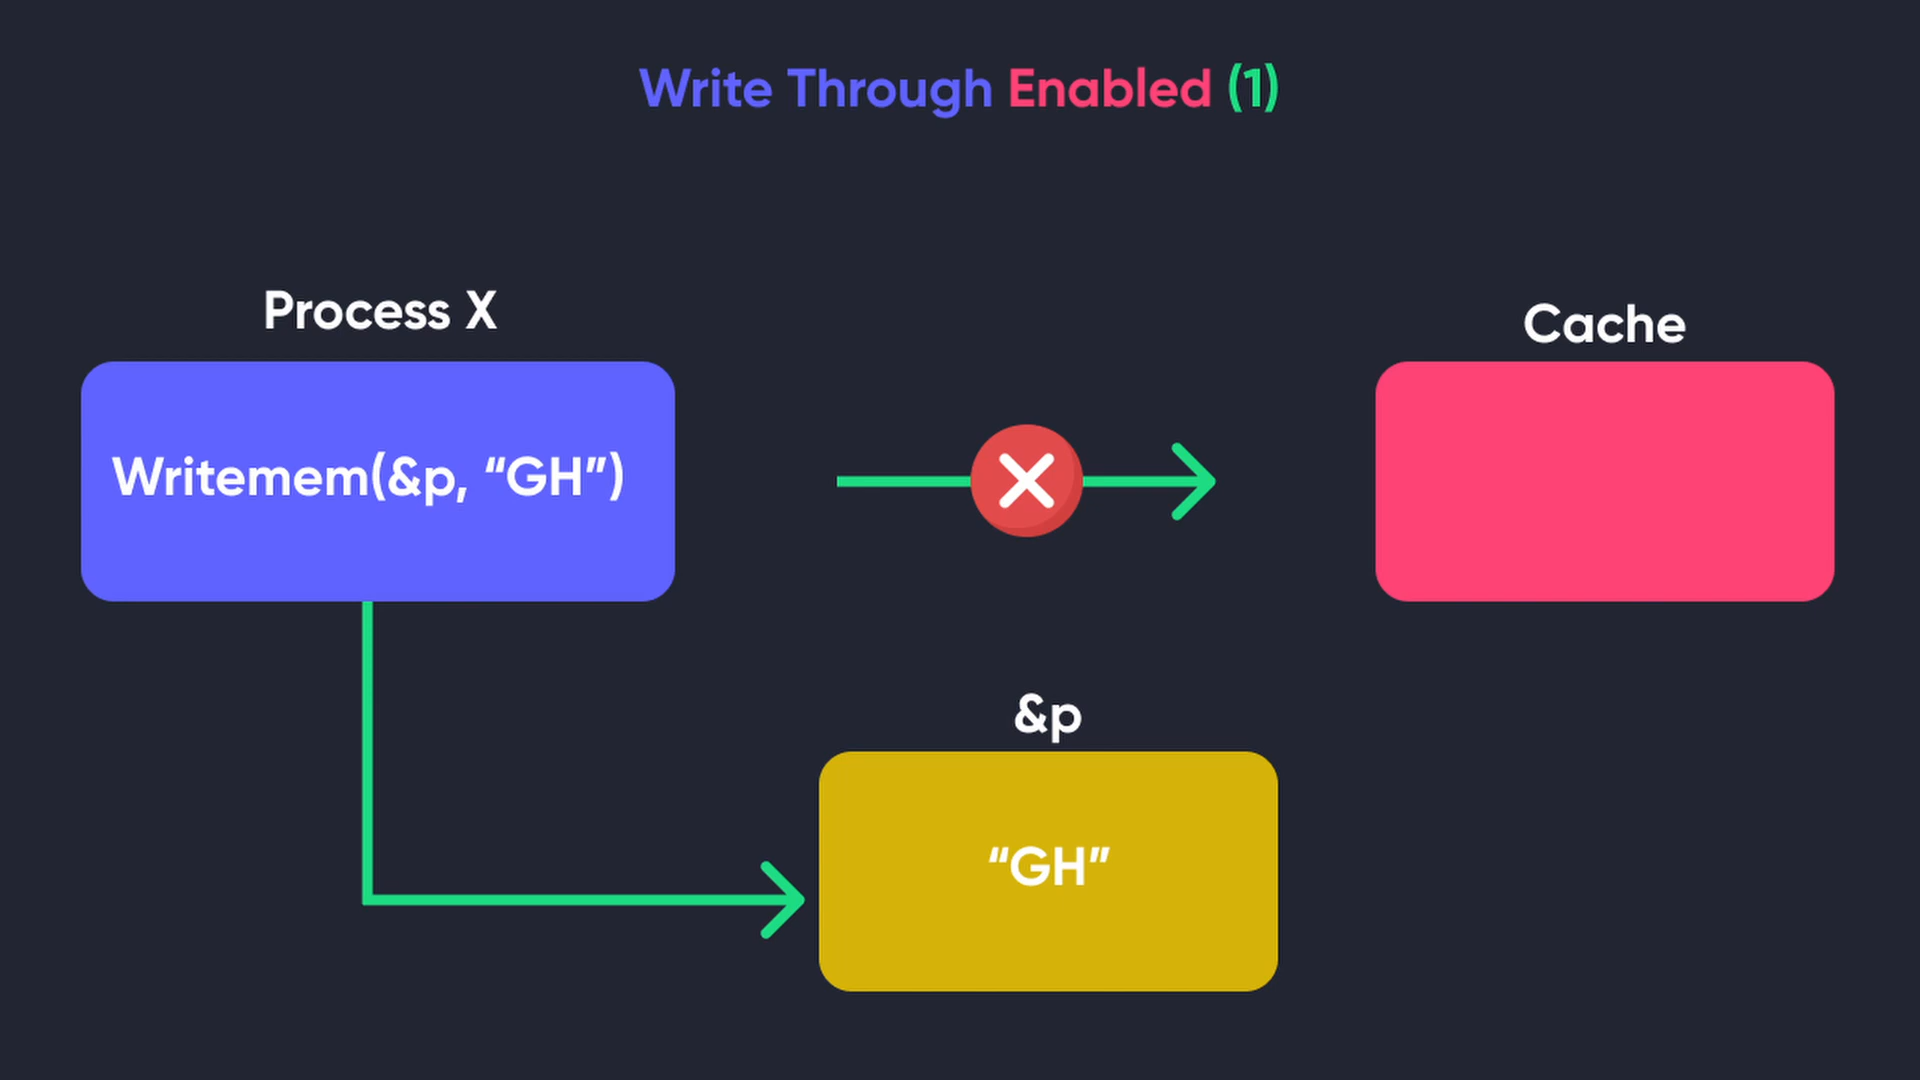 Write Through Enabled (1)
Process X
Cache
Writemem(&p, “GH”)
&p
“GH”